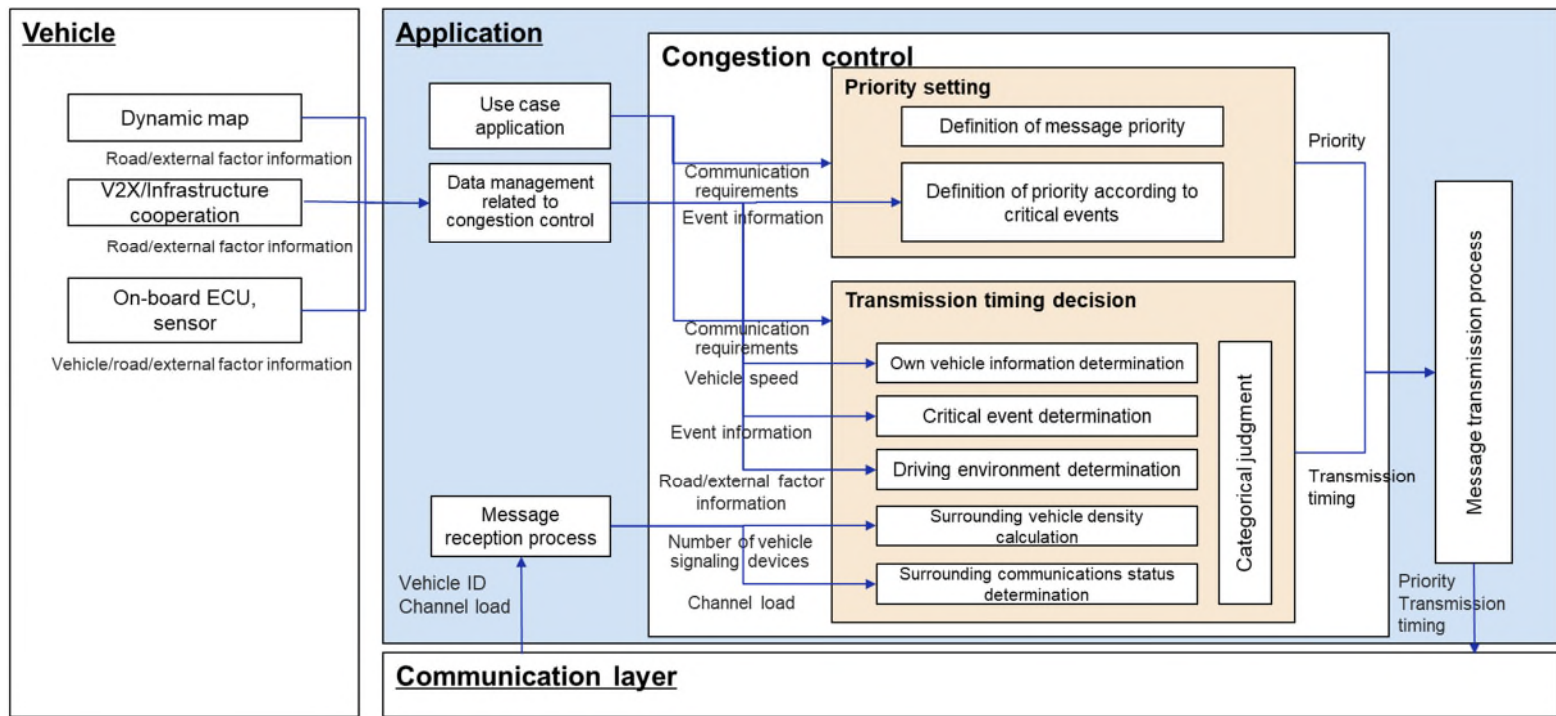 Vehicle
Dynamic map
Road/external factor information
V2X/Infrastructure
cooperation
Road/external factor information
On-board ECU,
sensor
Vehicle/road/external factor information
Application
Use case
application
Data management
related to
congestion control
Message
reception process
Vehicle ID
Channel load
Congestion control
Priority setting
Definition of message priority
Communication
requirements
Definition of priority according to
critical events
Event information
Transmission timing decision
Communication
requirements
Own vehicle information determination
Vehicle speed
Critical event determination
Event information
Driving environment determination
Road/external factor
information
Surrounding vehicle density
calculation
Number of vehicle
signaling devices
Surrounding communications status
determination
Channel load
Categorical judgment
Priority
Transmission
timing
Message transmission process
Priority
Transmission
timing
Communication layer